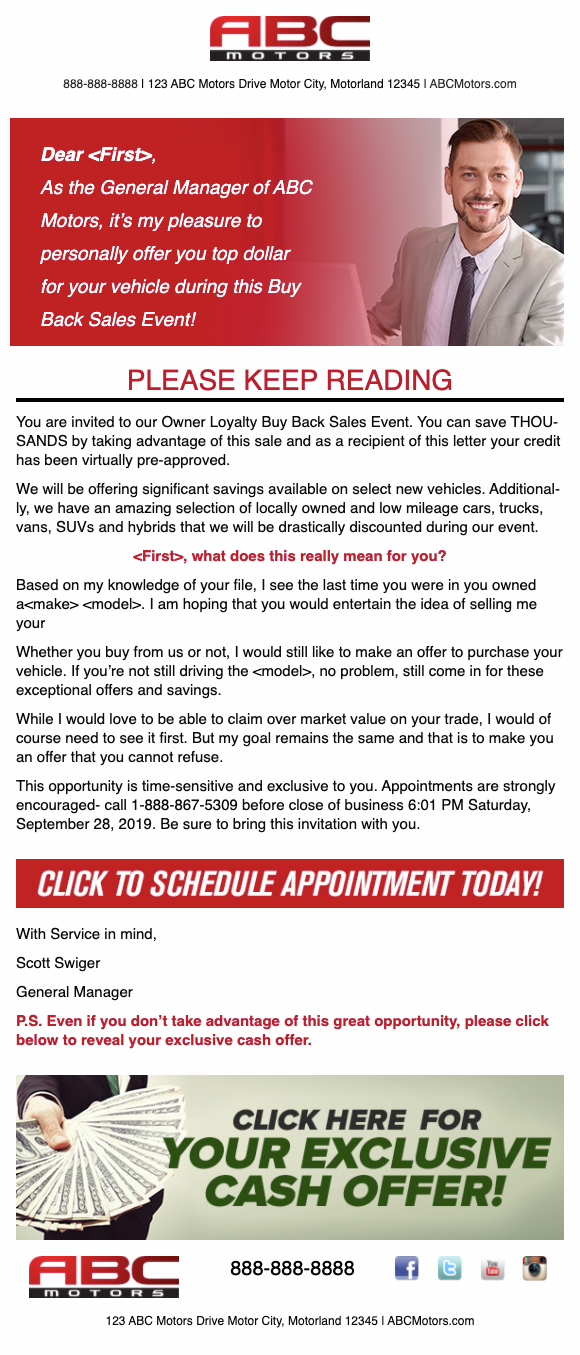 ABC
MOTORS
888-888-8888 | 123 ABC Motors Drive Motor City, Motorland 12345 | ABCMotors.com
Dear <First>,
As the General Manager of ABC
Motors, it's my pleasure to
personally offer you top dollar
for your vehicle during this Buy
Back Sales Event!
PLEASE KEEP READING
You are invited to our Owner Loyalty Buy Back Sales Event. You can save THOU-
SANDS by taking advantage of this sale and as a recipient of this letter your credit
has been virtually pre-approved.
We will be offering significant savings available on select new vehicles. Additional-
ly, we have an amazing selection of locally owned and low mileage cars, trucks,
vans, SUVs and hybrids that we will be drastically discounted during our event.
<First>, what does this really mean for you?
Based on my knowledge of your file, I see the last time you were in you owned
a<make> <model>. I am hoping that you would entertain the idea of selling me
your
Whether you buy from us or not, I would still like to make an offer to purchase your
vehicle. If you're not still driving the <model>, no problem, still come in for these
exceptional offers and savings.
While I would love to be able to claim over market value on your trade, I would of
course need to see it first. But my goal remains the same and that is to make you
an offer that you cannot refuse.
This opportunity is time-sensitive and exclusive to you. Appointments are strongly
encouraged- call 1-888-867-5309 before close of business 6:01 PM Saturday,
September 28, 2019. Be sure to bring this invitation with you.
CLICK TO SCHEDULE APPOINTMENT TODAY!
With Service in mind,
Scott Swiger
General Manager
P.S. Even if you don't take advantage of this great opportunity, please click
below to reveal your exclusive cash offer.
CLICK HERE FOR
YOUR EXCLUSIVE
CASH OFFER!
ABC
MOTORS
888-888-8888
You
Tube
123 ABC Motors Drive Motor City, Motorland 12345 | ABCMotors.com